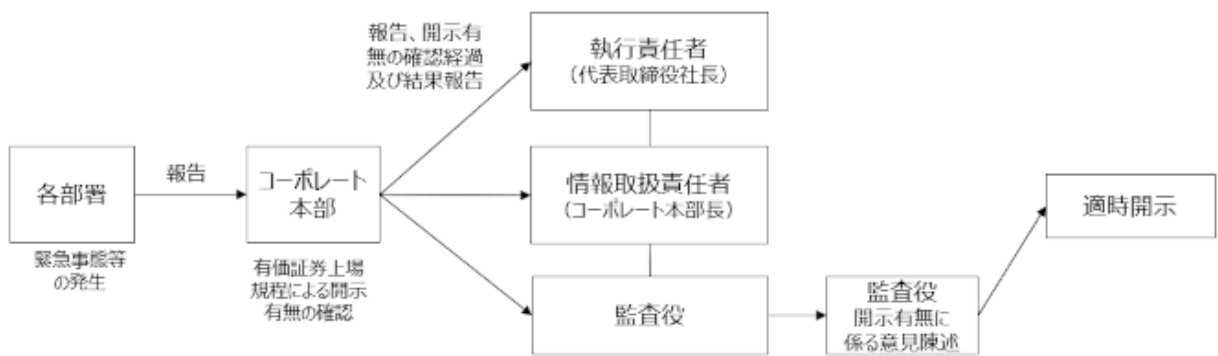 各部署
緊急事態等
の発生
報告
コーポレート
本部
有価証券上場
規程による開示
有無の確認
報告、開示有
無の確認経過
及び結果報告
執行責任者
（代表取締役社長）
情報取扱責任者
（コーポレート本部長）
監査役
監査役
開示有無に
係る意見陳述
適時開示